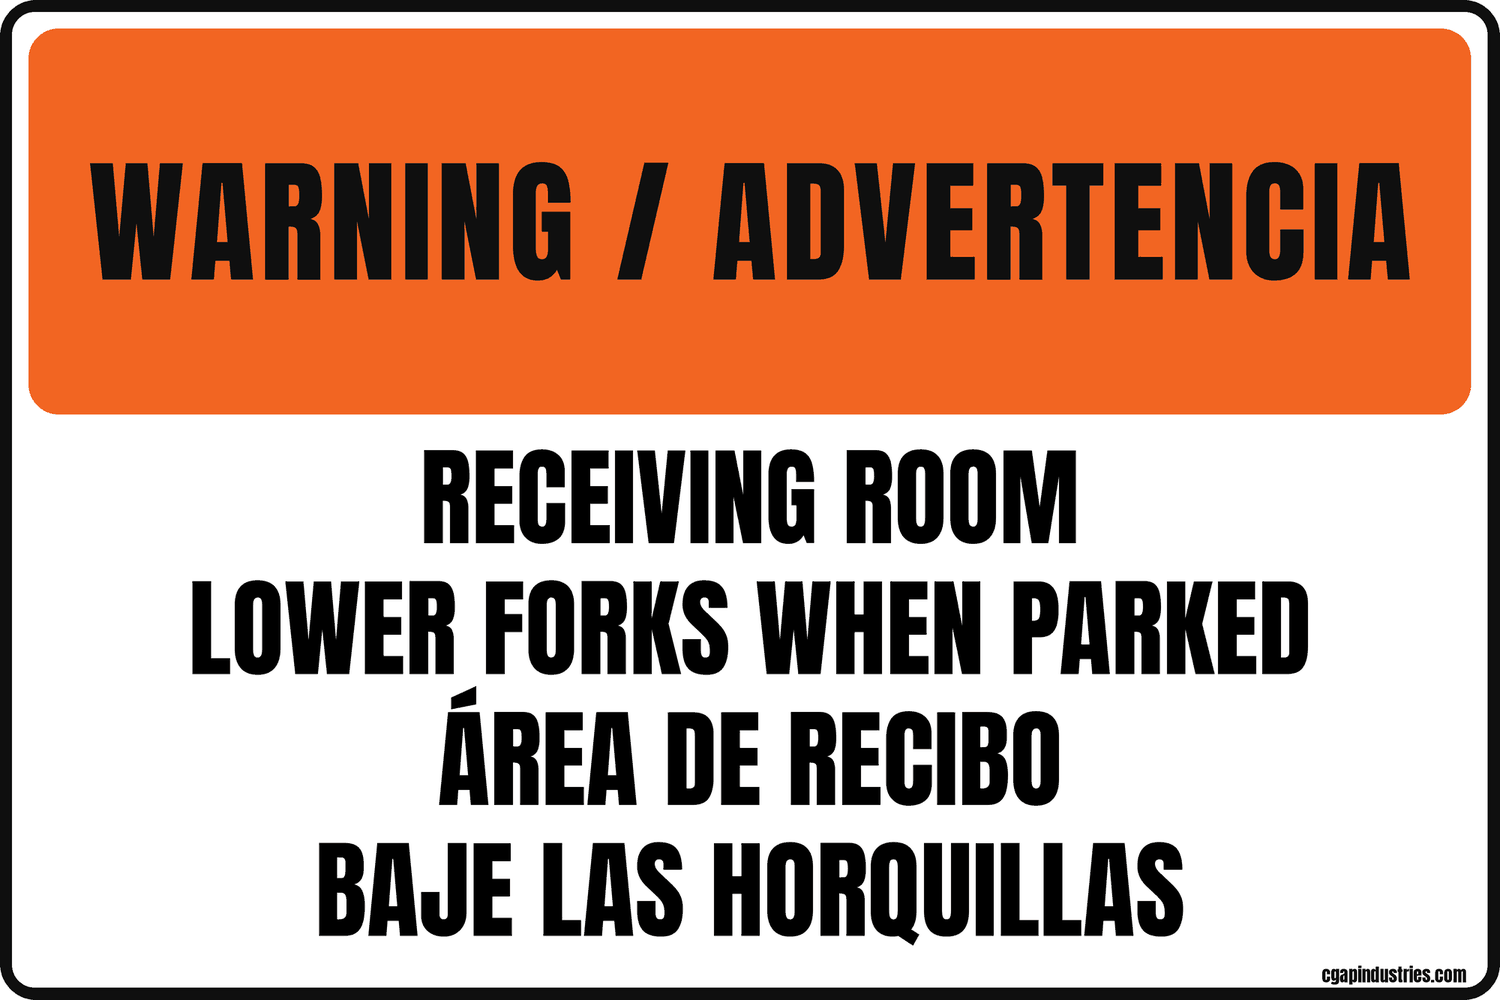 WARNING / ADVERTENCIA
RECEIVING ROOM
LOWER FORKS WHEN PARKED
ÁREA DE RECIBO
BAJE LAS HORQUILLAS
cgapindustries.com